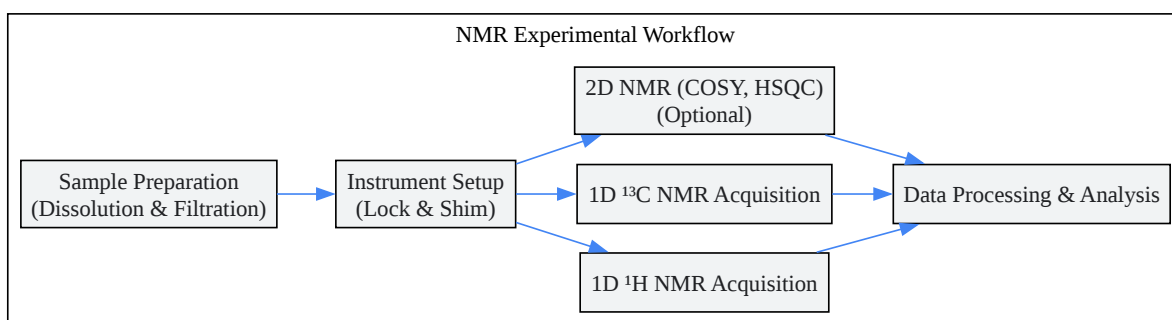 NMR Experimental Workflow
Sample Preparation
(Dissolution & Filtration)
Instrument Setup
(Lock & Shim)
2D NMR (COSY, HSQC)
(Optional)
1D ¹³C NMR Acquisition
1D ¹H NMR Acquisition
Data Processing & Analysis